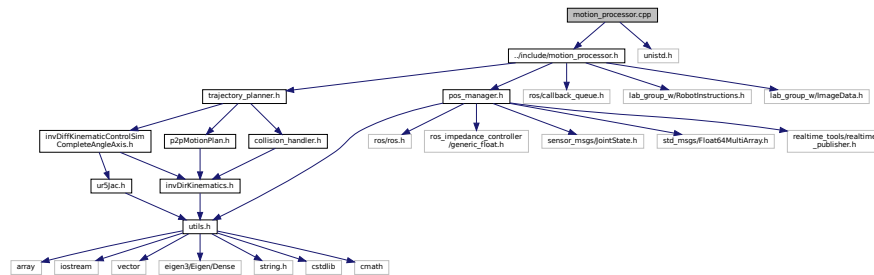 motion_processor.cpp
../include/motion_processor.h
unistd.h
trajectory_planner.h
pos_manager.h
ros/callback_queue.h
lab_group_w/RobotInstructions.h
lab_group_w/ImageData.h
invDiffKinematicControlSim
CompleteAngleAxis.h
p2pMotionPlan.h
collision_handler.h
ros/ros.h
ros_impedance_controller
/generic_float.h
sensor_msgs/JointState.h
std_msgs/Float64MultiArray.h
realtime_tools/realtime
_publisher.h
ur5Jac.h
invDirKinematics.h
utils.h
array
iostream
vector
eigen3/Eigen/Dense
string.h
cstdlib
cmath